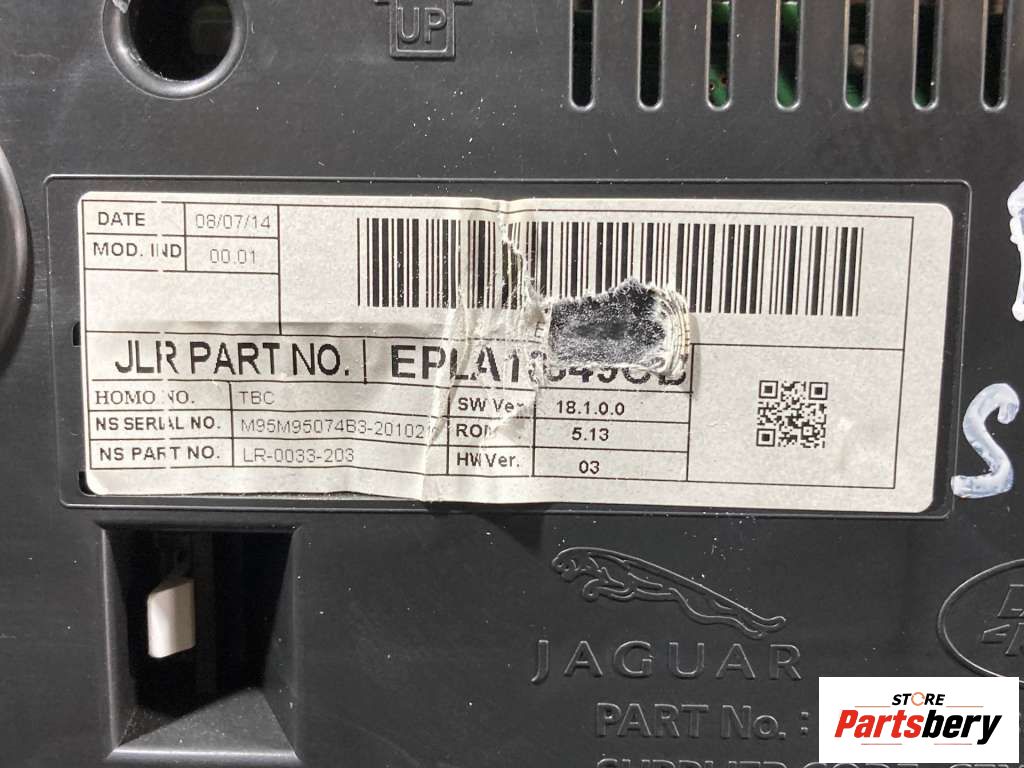 UP
DATE 08/07/14
MOD. IND 00.01
JLR PART NO.
HOMO NO. TBC
NS SERIAL NO.
NS PART NO. LR-0033-203
SW Ver. 18.1.0.0
5.13
HW Ver. 03
S
JAGUAR
PART No. :
STORE
Partsbery